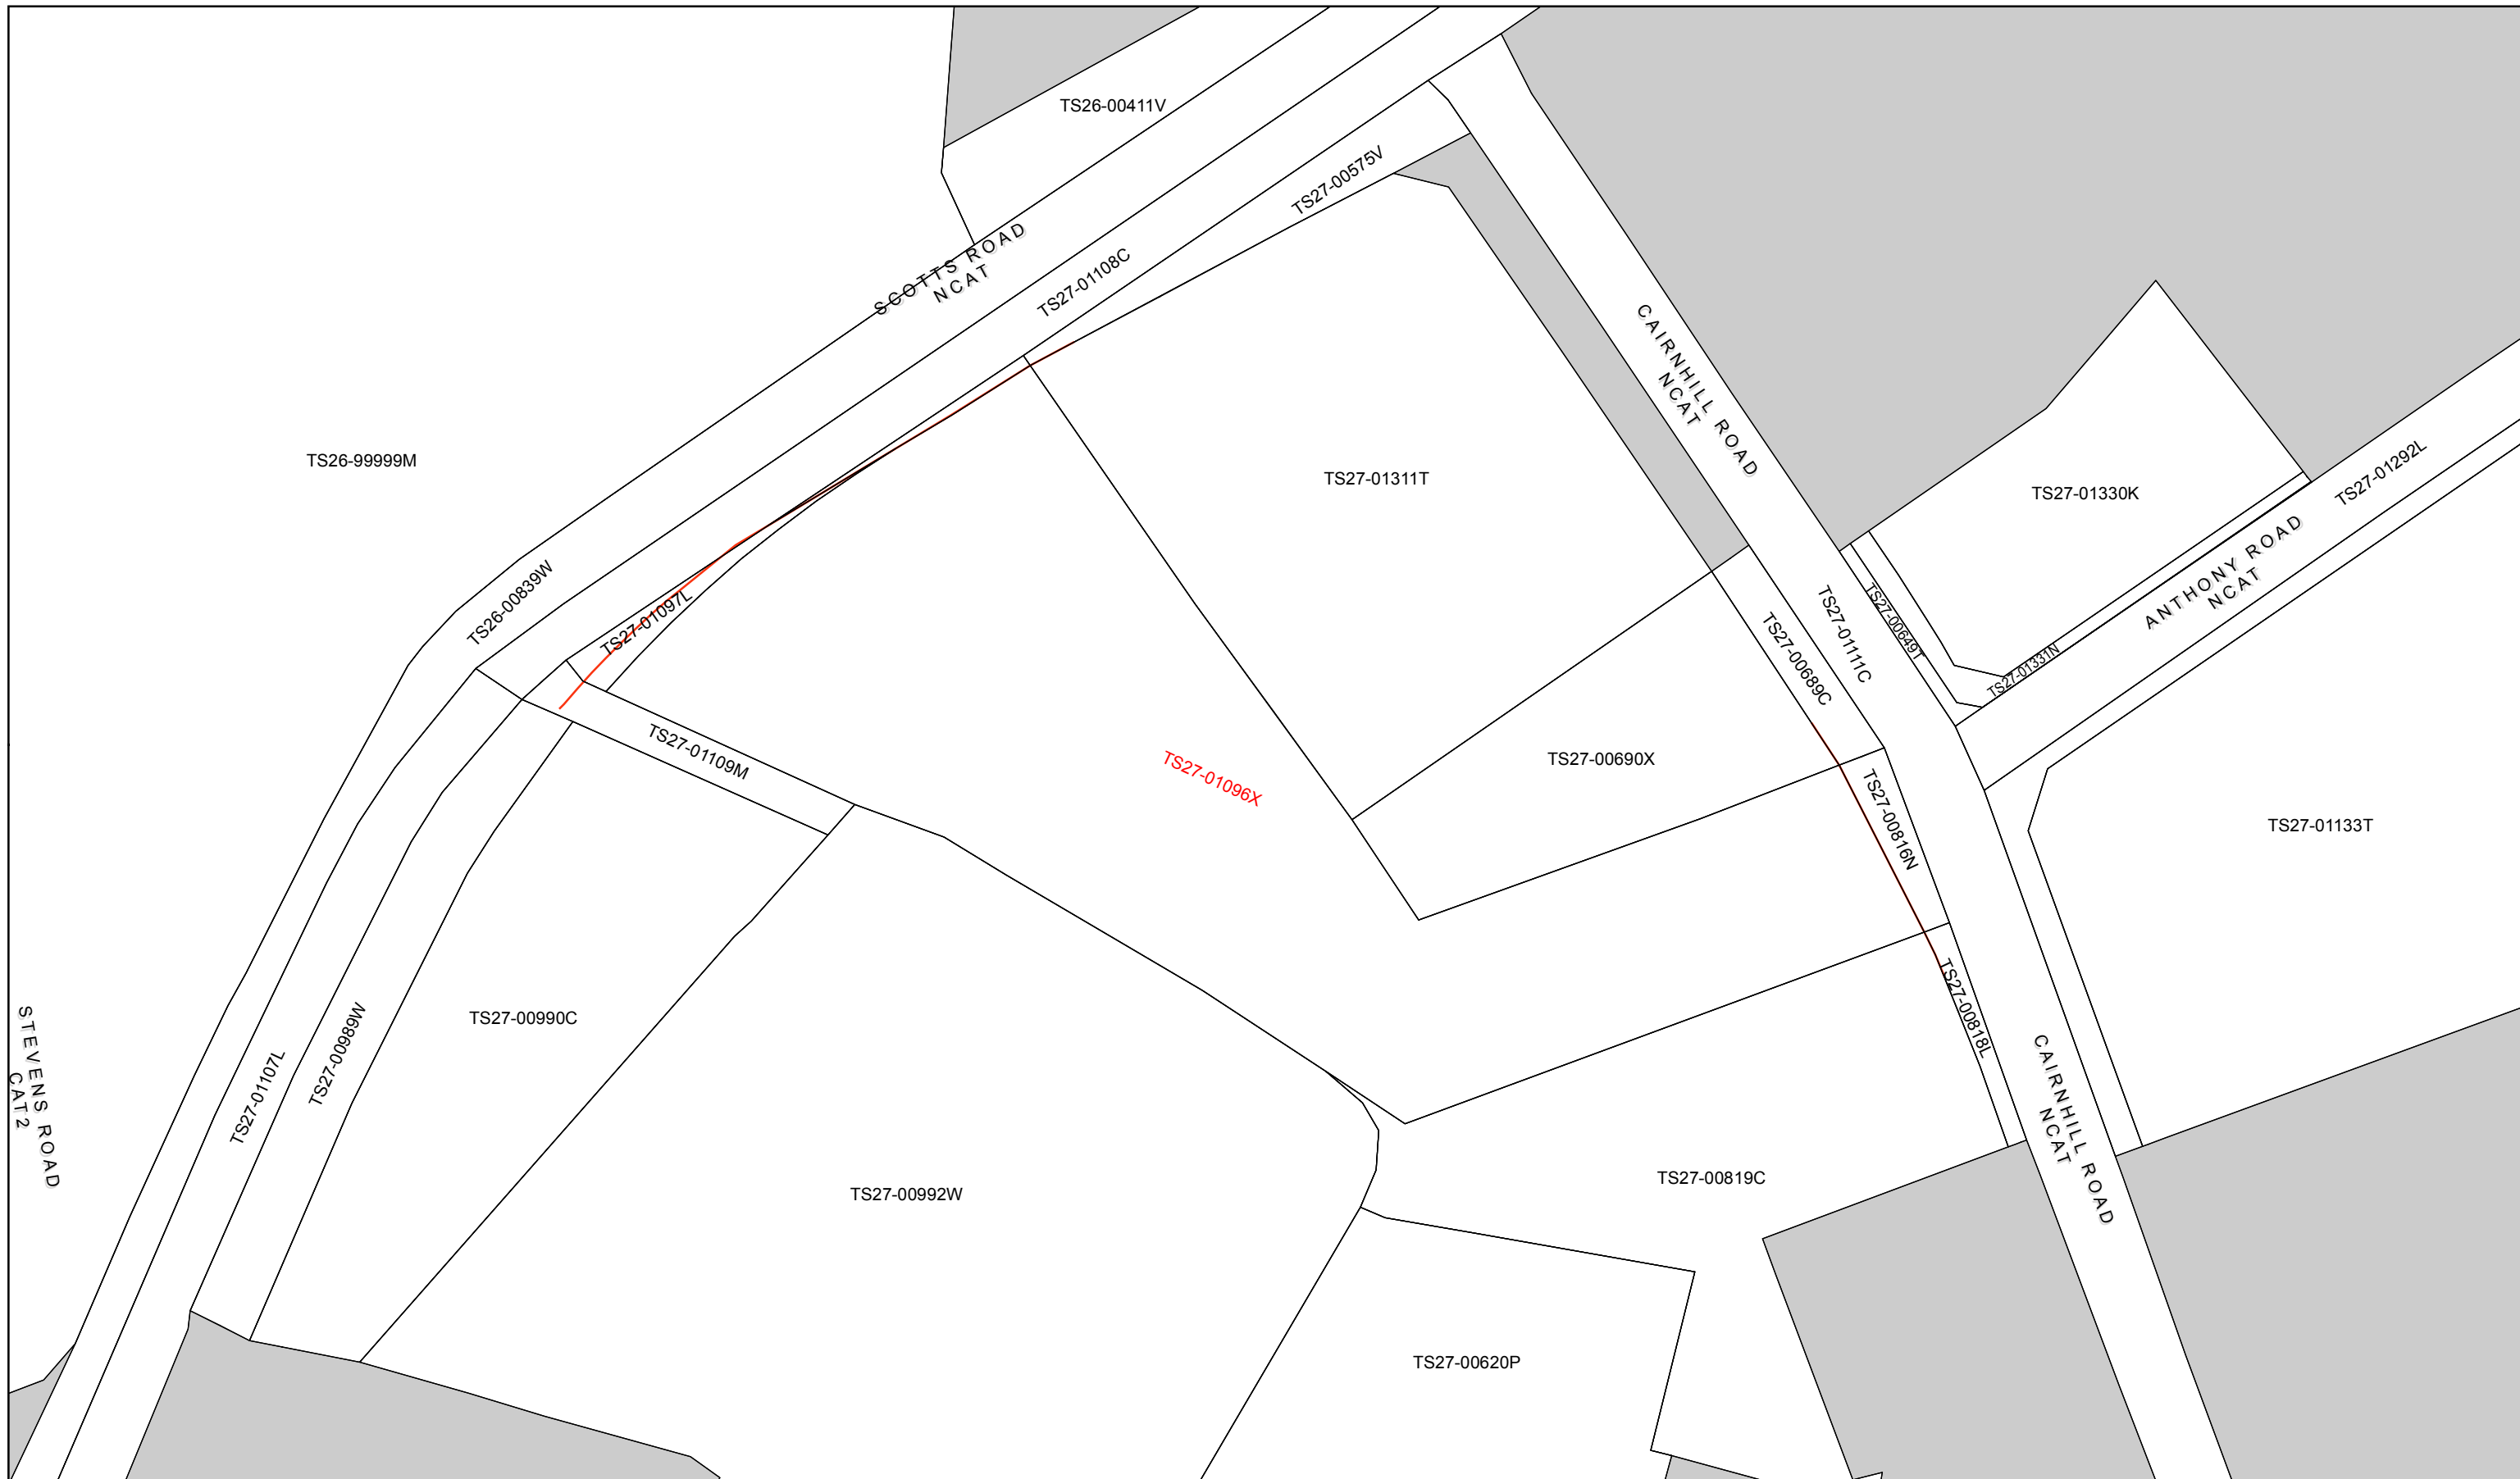 TS26-00411V
TS27-00575V
SCOTTS ROAD
NCAT
TS27-01108C
CAIRNHILL ROAD
NCAT
TS26-99999M
TS27-01311T
TS27-01330K
TS27-01292L
ANTHONY ROAD
NCAT
TS26-00839W
TS27-01097L
TS27-00649T
TS27-01111C
TS27-00689C
TS27-01331N
TS27-01109M
TS27-01096X
TS27-00690X
TS27-00816N
TS27-01133T
TS27-00818L
TS27-00990C
TS27-00989W
TS27-01107L
STEVENS ROAD
CAT2
CAIRNHILL ROAD
NCAT
TS27-00992W
TS27-00819C
TS27-00620P